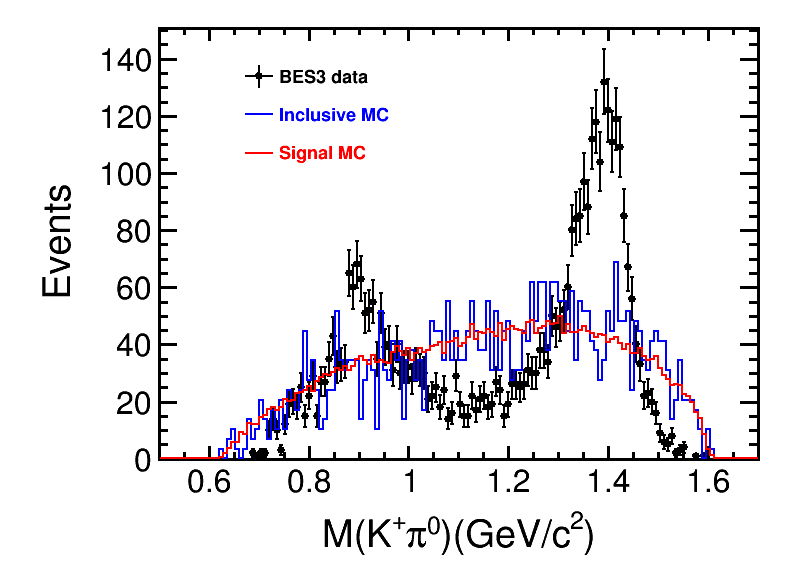 Events
140
120
100
80
60
40
20
0
BES3 data
Inclusive MC
Signal MC
0.6 0.8 1 1.2 1.4 1.6
M(K⁺π⁰)(GeV/c²)